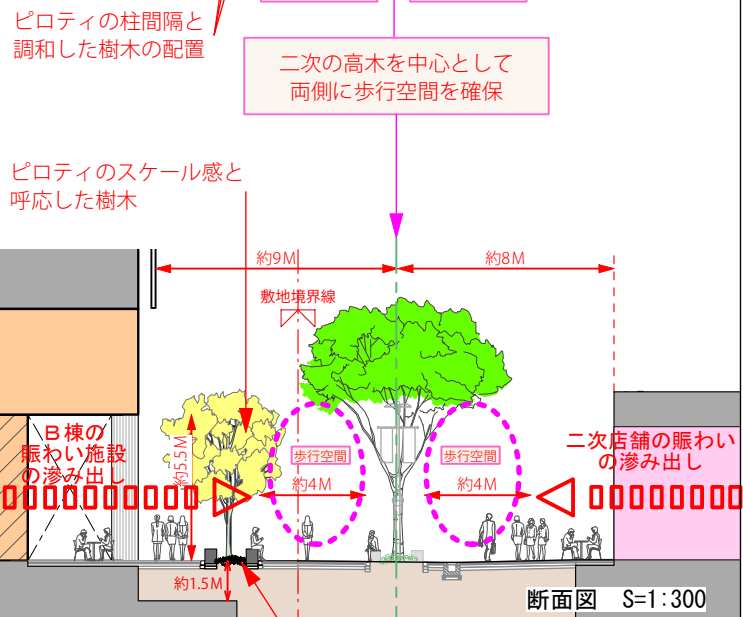 ピロティの柱間隔と
調和した樹木の配置
二次の高木を中心として
両側に歩行空間を確保
ピロティのスケール感と
呼応した樹木
約9M
約8M
敷地境界線
B棟の
賑わい施設
の滲み出し
約5.5M
歩行空間
約4M
歩行空間
約4M
二次店舗の賑わい
の滲み出し
約1.5M
断面図 S=1:300